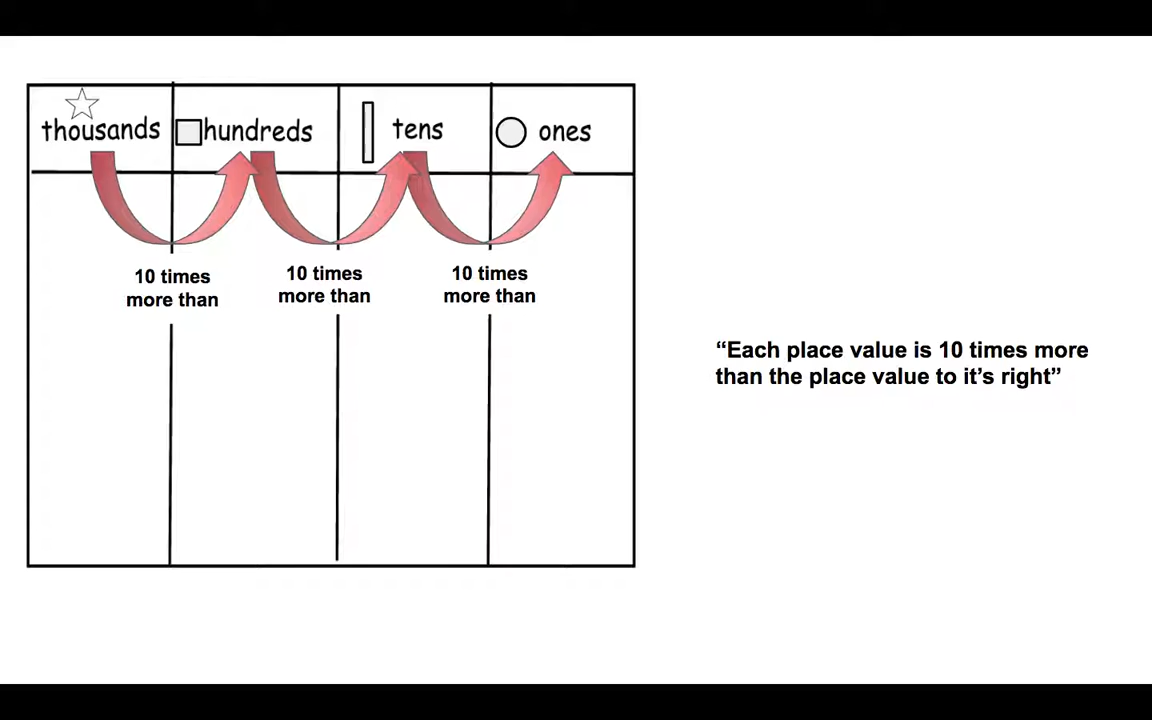 thousands hundreds tens ones
10 times 10 times 10 times
more than more than more than
“Each place value is 10 times more
than the place value to it’s right”